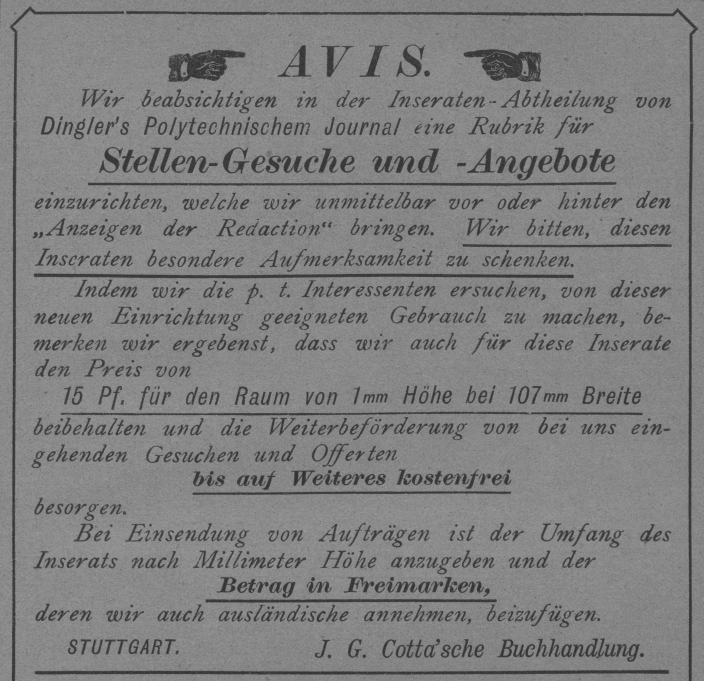 AVIS.
Wir beabsichtigen in der Inseraten-Abtheilung von
Dingler's Polytechnischem Journal eine Rubrik für
Stellen-Gesuche und -Angebote
einzurichten, welche wir unmittelbar vor oder hinter den
„Anzeigen der Redaction“ bringen. Wir bitten, diesen
Inseraten besondere Aufmerksamkeit zu schenken.
Indem wir die p. t. Interessenten ersuchen, von dieser
neuen Einrichtung geeigneten Gebrauch zu machen, be-
merken wir ergebenst, dass wir auch für diese Inserate
den Preis von
15 Pf. für den Raum von 1mm Höhe bei 107mm Breite
beibehalten und die Weiterbeförderung von bei uns ein-
gehenden Gesuchen und Offerten
bis auf Weiteres kostenfrei
besorgen.
Bei Einsendung von Aufträgen ist der Umfang des
Inserats nach Millimeter Höhe anzugeben und der
Betrag in Freimarken,
deren wir auch ausländische annehmen, beizufügen.
STUTTGART. J. G. Cotta'sche Buchhandlung.